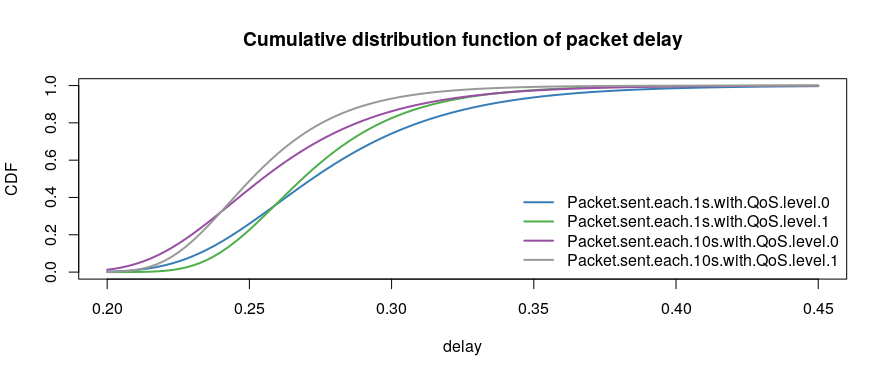 Cumulative distribution function of packet delay
CDF
0.0 0.2 0.4 0.6 0.8 1.0
Packet.sent.each.1s.with.QoS.level.0
Packet.sent.each.1s.with.QoS.level.1
Packet.sent.each.10s.with.QoS.level.0
Packet.sent.each.10s.with.QoS.level.1
0.20 0.25 0.30 0.35 0.40 0.45
delay